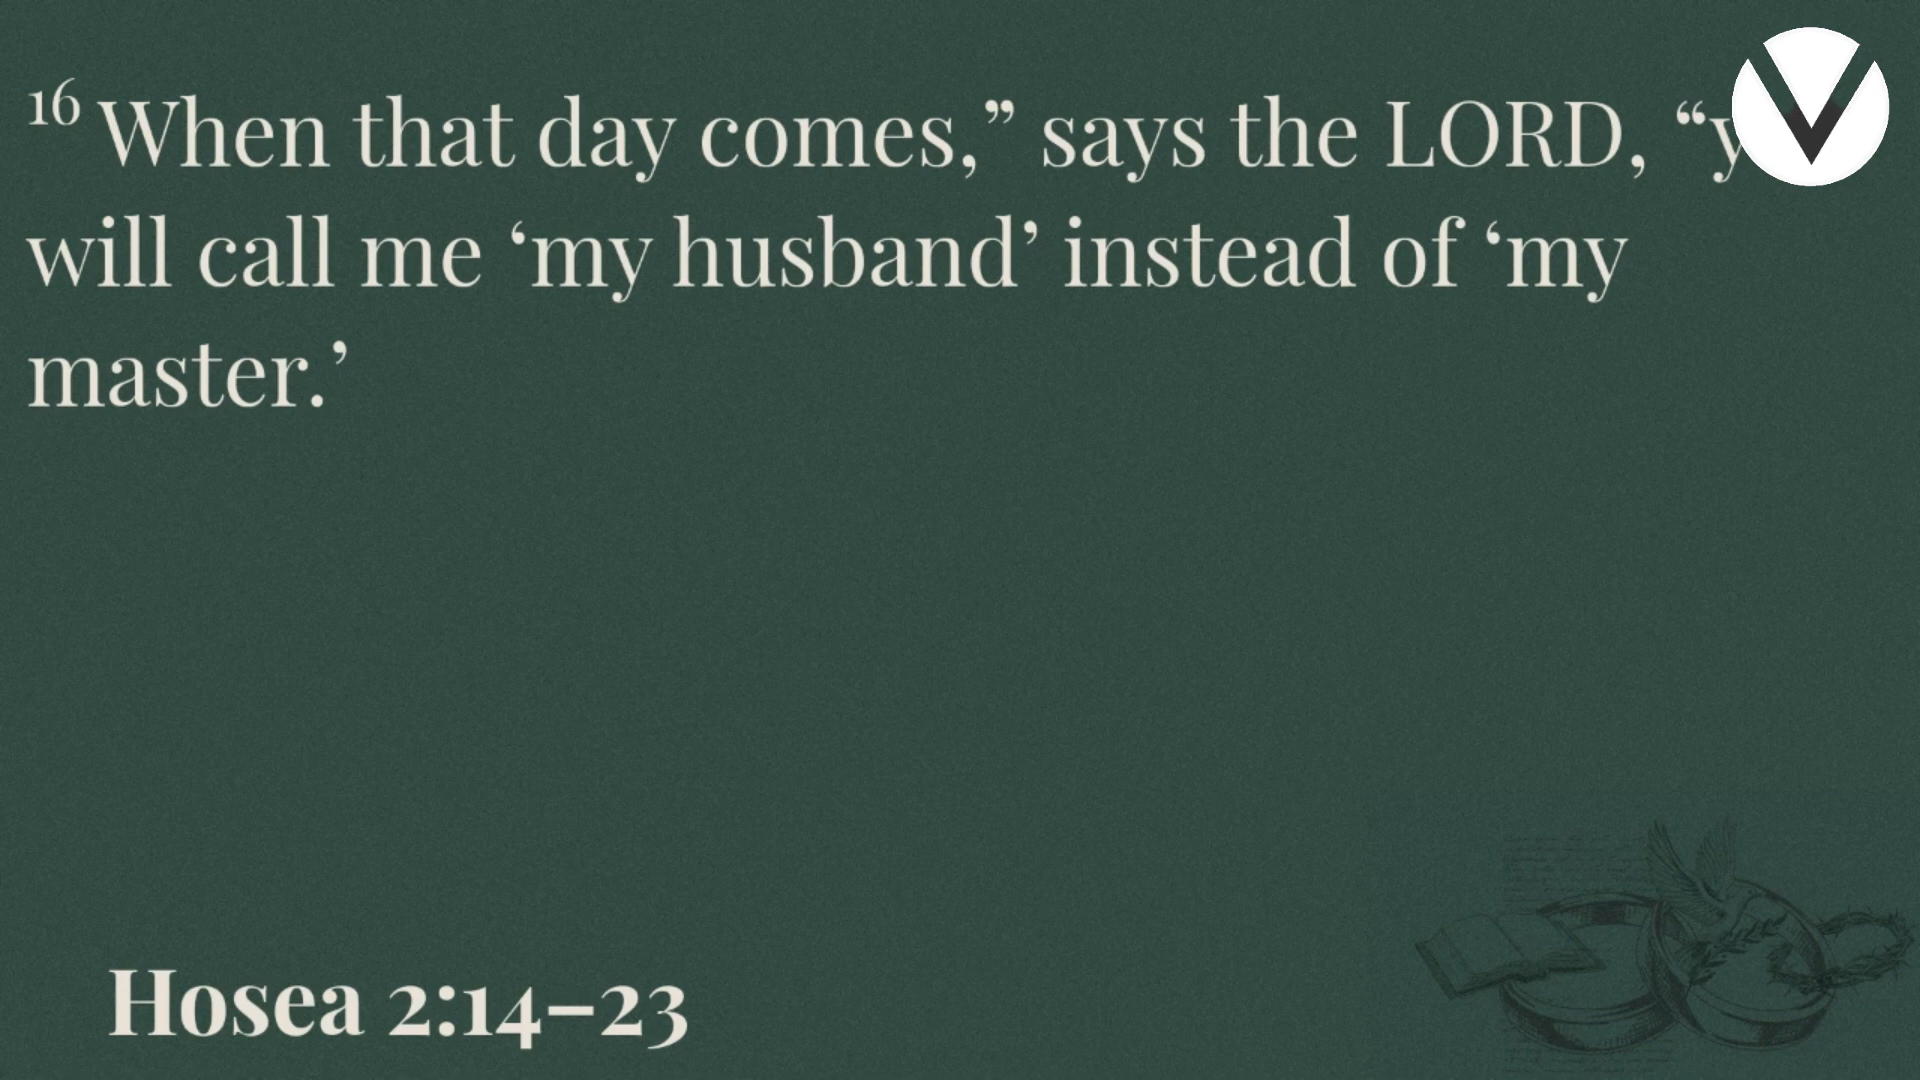 16 When that day comes,” says the LORD, “y
will call me ‘my husband’ instead of ‘my
master.’
Hosea 2:14–23